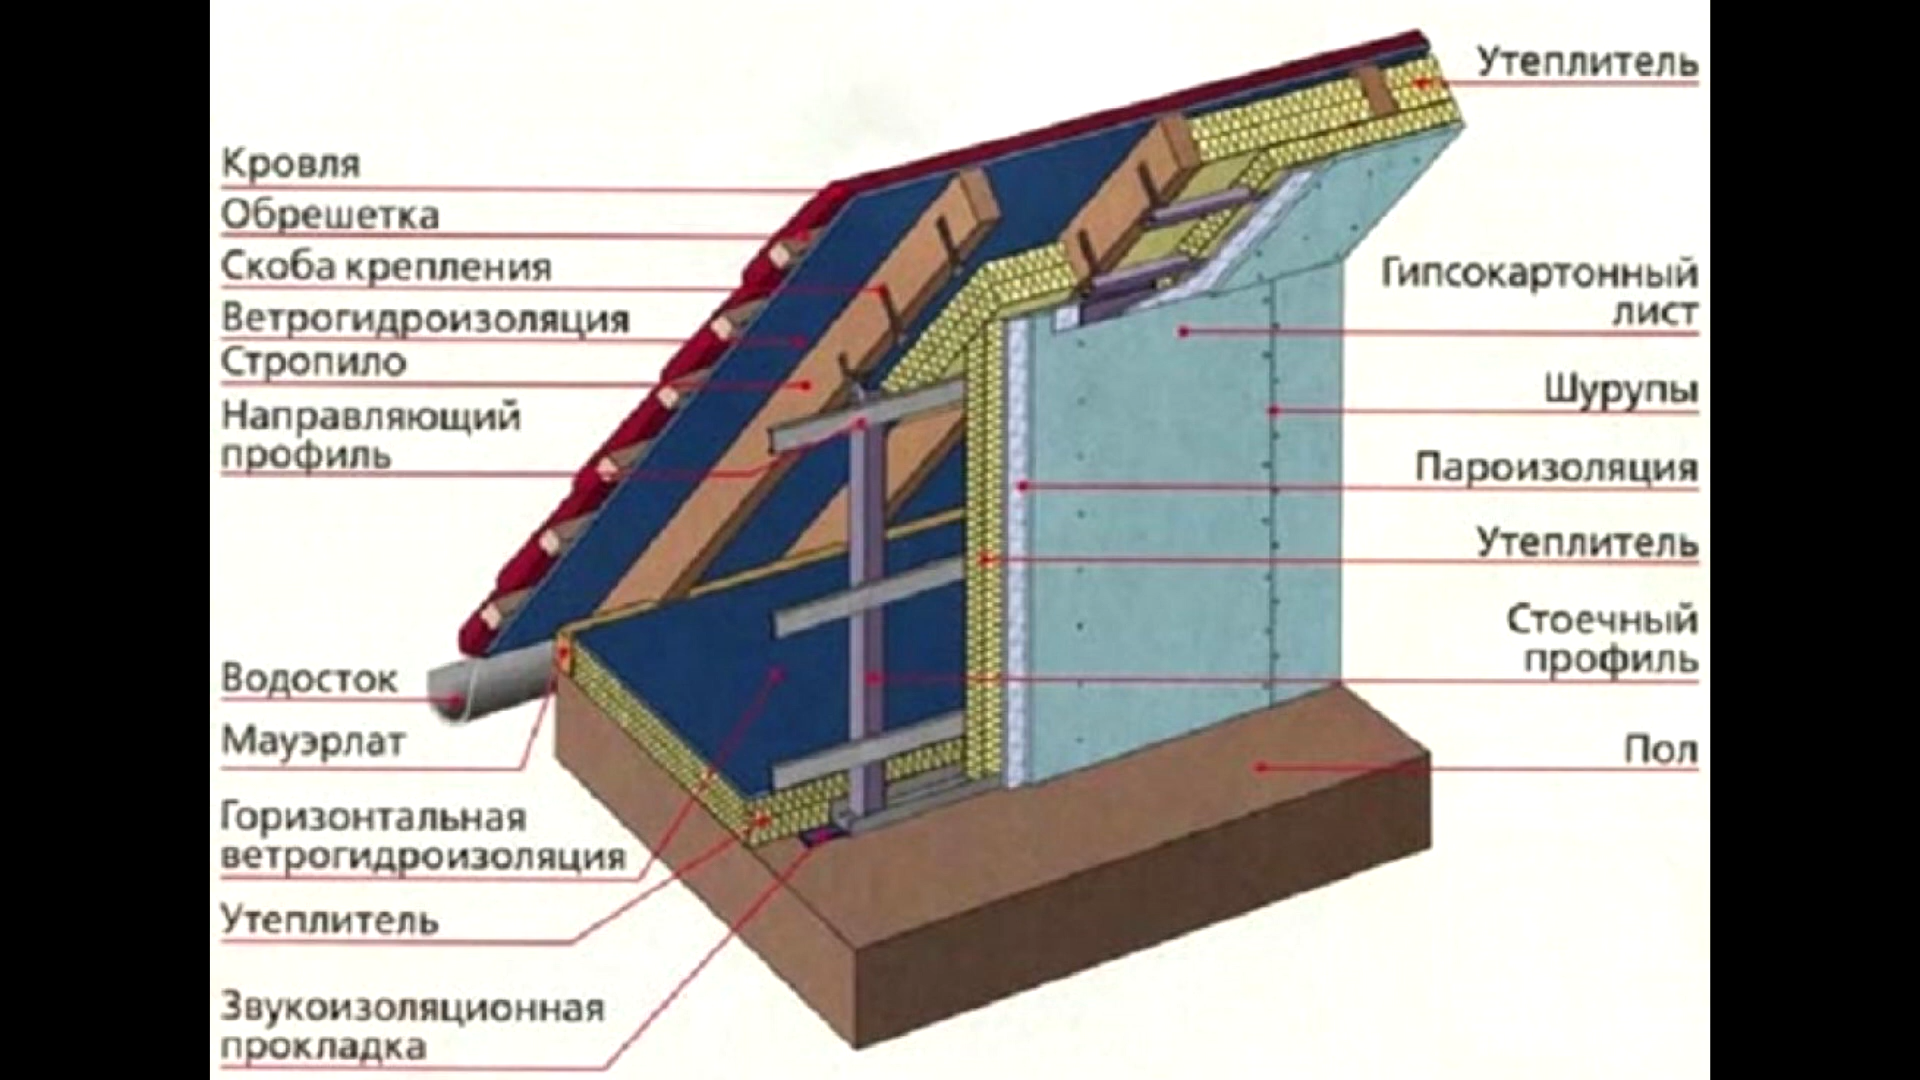 Кровля
Обрешетка
Скоба крепления
Ветрогидроизоляция
Стропило
Направляющий
профиль
Водосток
Мауэрлат
Горизонтальная
ветрогидроизоляция
Утеплитель
Звукоизоляционная
прокладка
Утеплитель
Гипсокартонный
лист
Шурупы
Пароизоляция
Утеплитель
Стоечный
профиль
Пол